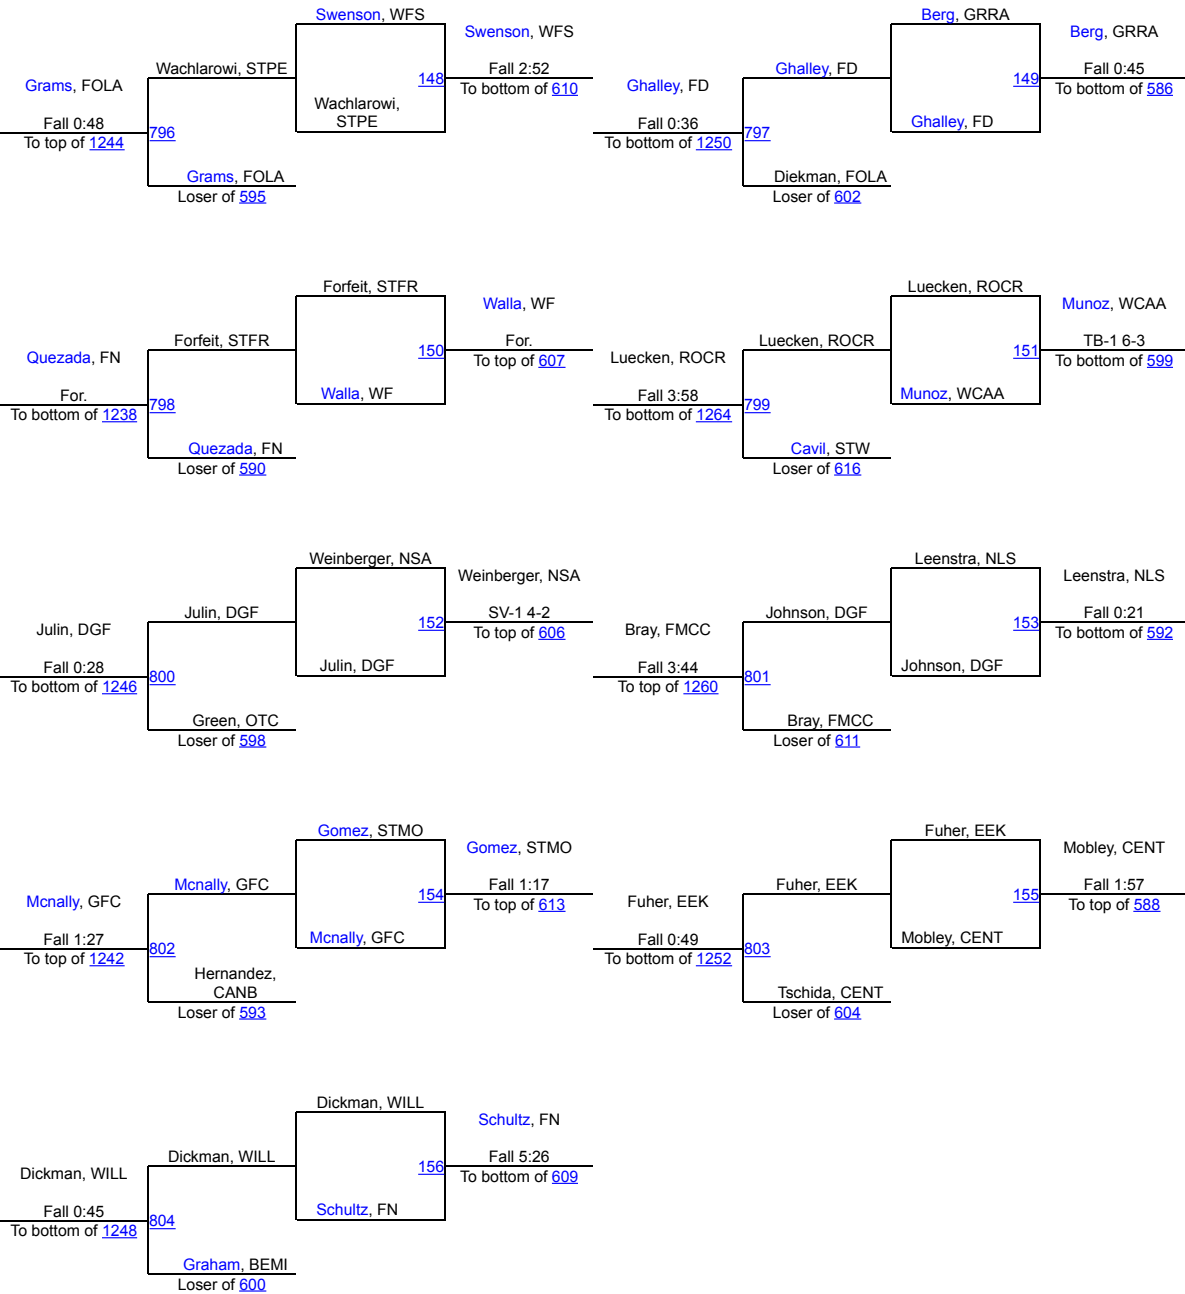 Swenson, WFS
Swenson, WFS
Wachlarowi, STPE
148
Fall 2:52
To bottom of 610
Grams, FOLA
Wachlarowi,
STPE
Fall 0:48
To top of 1244
796
Grams, FOLA
Loser of 595
Berg, GRRA
Berg, GRRA
Ghalley, FD
149
Fall 0:45
To bottom of 586
Ghalley, FD
Ghalley, FD
Fall 0:36
To bottom of 1250
797
Diekman, FOLA
Loser of 602
Forfeit, STFR
Walla, WF
Forfeit, STFR
150
For.
To top of 607
Quezada, FN
Walla, WF
For.
To bottom of 1238
798
Quezada, FN
Loser of 590
Luecken, ROCR
Munoz, WCAA
Luecken, ROCR
151
TB-1 6-3
To bottom of 599
Luecken, ROCR
Munoz, WCAA
Fall 3:58
To bottom of 1264
799
Cavil, STW
Loser of 616
Weinberger, NSA
Weinberger, NSA
Julin, DGF
152
SV-1 4-2
To top of 606
Julin, DGF
Julin, DGF
Fall 0:28
To bottom of 1246
800
Green, OTC
Loser of 598
Leenstra, NLS
Leenstra, NLS
Johnson, DGF
153
Fall 0:21
To bottom of 592
Bray, FMCC
Johnson, DGF
Fall 3:44
To top of 1260
801
Bray, FMCC
Loser of 611
Gomez, STMO
Gomez, STMO
Mcnally, GFC
154
Fall 1:17
To top of 613
Mcnally, GFC
Mcnally, GFC
Fall 1:27
To top of 1242
802
Hernandez,
CANB
Loser of 593
Fuher, EEK
Mobley, CENT
Fuher, EEK
155
Fall 1:57
To top of 588
Fuher, EEK
Mobley, CENT
Fall 0:49
To bottom of 1252
803
Tschida, CENT
Loser of 604
Dickman, WILL
Schultz, FN
Dickman, WILL
156
Fall 5:26
To bottom of 609
Dickman, WILL
Schultz, FN
Fall 0:45
To bottom of 1248
804
Graham, BEMI
Loser of 600